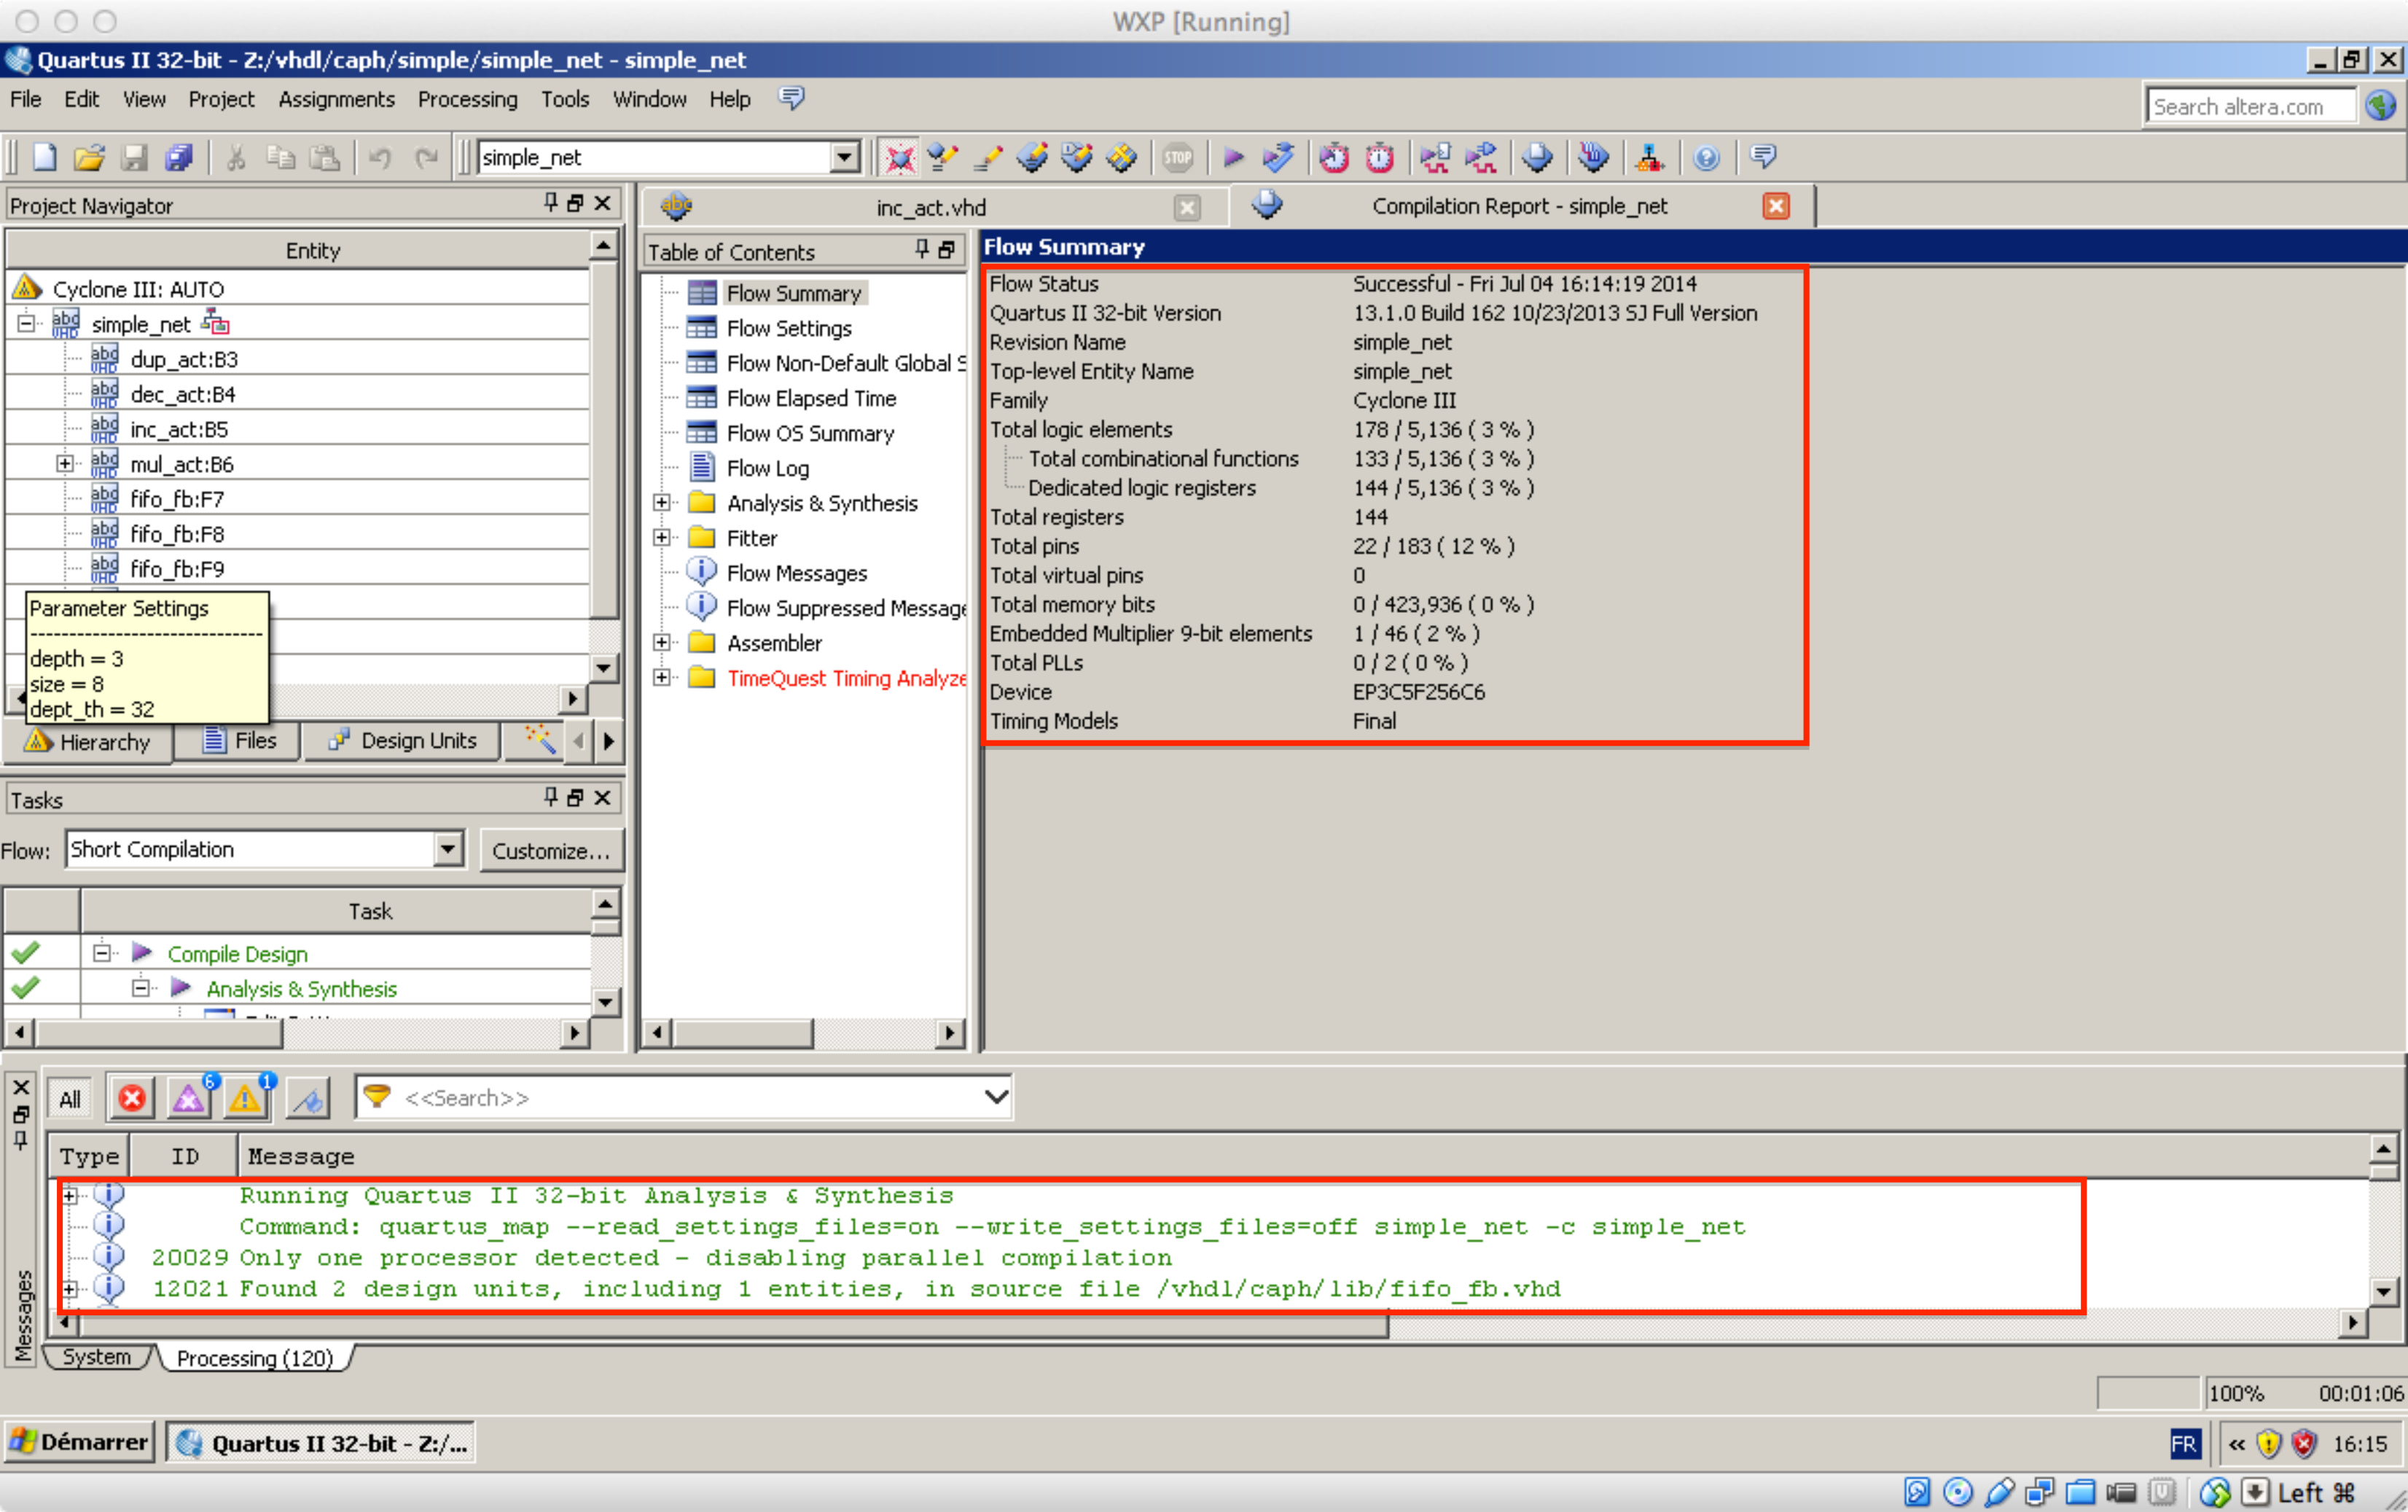 WXP [Running]
Quartus II 32-bit - Z:/vhdl/caph/simple/simple_net - simple_net
File Edit View Project Assignments Processing Tools Window Help
Search altera.com
simple_net
STOP
Project Navigator
Entity
Cyclone III: AUTO
simple_net
dup_act:B3
dec_act:B4
inc_act:B5
mul_act:B6
fifo_fb:F7
fifo_fb:F8
fifo_fb:F9
Parameter Settings
------------------------------
depth = 3
size = 8
dept_th = 32
Hierarchy Files Design Units
Tasks
Flow: Short Compilation Customize...
Task
Compile Design
Analysis & Synthesis
inc_act.vhd
Compilation Report - simple_net
Table of Contents
Flow Summary
Flow Settings
Flow Non-Default Global S
Flow Elapsed Time
Flow OS Summary
Flow Log
Analysis & Synthesis
Fitter
Flow Messages
Flow Suppressed Message
Assembler
TimeQuest Timing Analyze
Flow Summary
Flow Status Successful - Fri Jul 04 16:14:19 2014
Quartus II 32-bit Version 13.1.0 Build 162 10/23/2013 SJ Full Version
Revision Name simple_net
Top-level Entity Name simple_net
Family Cyclone III
Total logic elements 178 / 5,136 ( 3 % )
Total combinational functions 133 / 5,136 ( 3 % )
Dedicated logic registers 144 / 5,136 ( 3 % )
Total registers 144
Total pins 22 / 183 ( 12 % )
Total virtual pins 0
Total memory bits 0 / 423,936 ( 0 % )
Embedded Multiplier 9-bit elements 1 / 46 ( 2 % )
Total PLLs 0 / 2 ( 0 % )
Device EP3C5F256C6
Timing Models Final
All 6 1 <<Search>>
Type ID Message
Running Quartus II 32-bit Analysis & Synthesis
Command: quartus_map --read_settings_files=on --write_settings_files=off simple_net -c simple_net
20029 Only one processor detected - disabling parallel compilation
12021 Found 2 design units, including 1 entities, in source file /vhdl/caph/lib/fifo_fb.vhd
Messages
System Processing (120)
100% 00:01:06
Démarrer Quartus II 32-bit - Z:/... FR « 16:15
Left ⌘